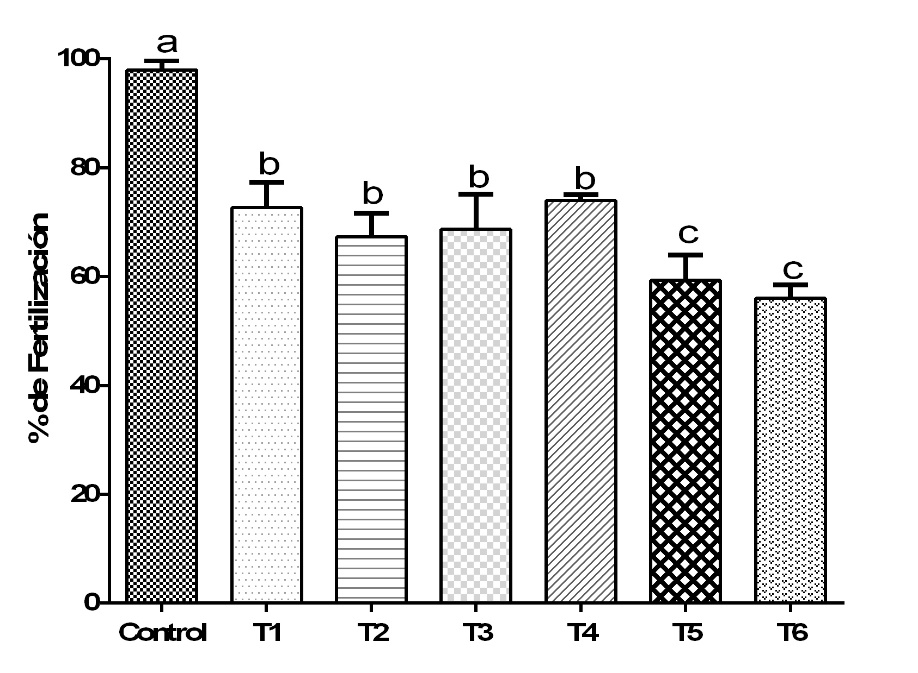 % de Fertilización
100
80
60
40
20
0
a
b
b
b
b
c
c
Control T1 T2 T3 T4 T5 T6